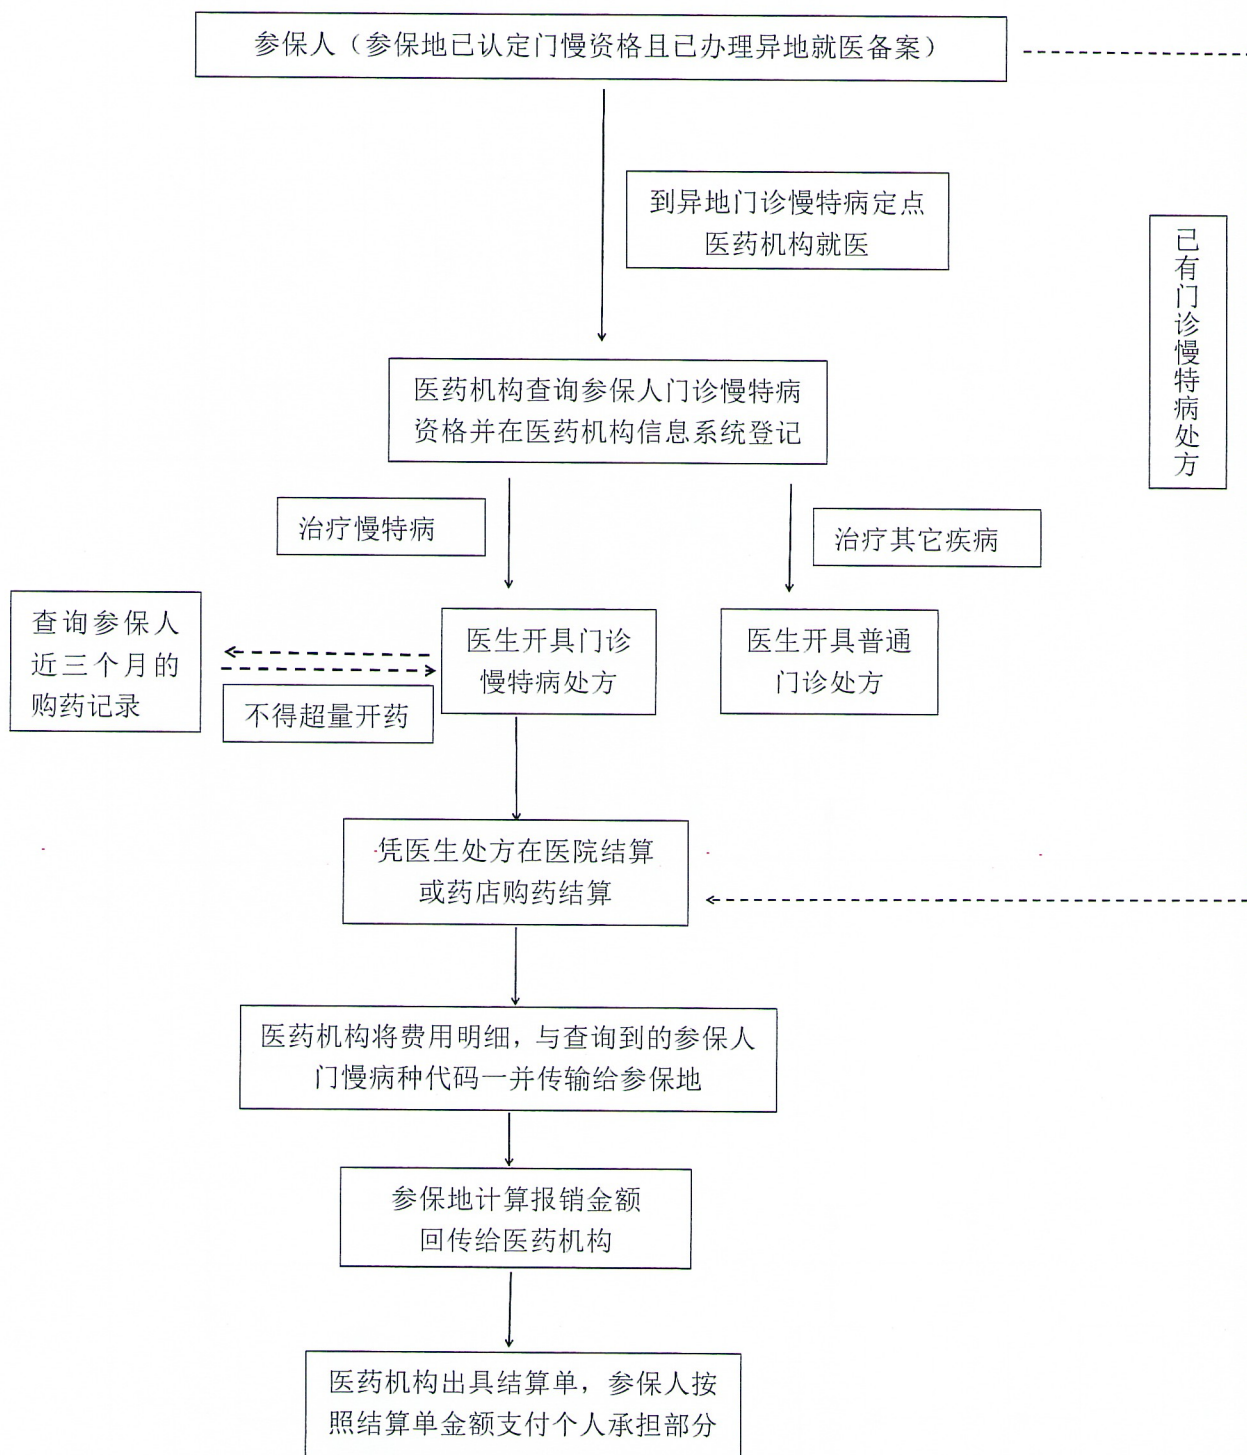 参保人（参保地已认定门慢资格且已办理异地就医备案）
到异地门诊慢特病定点
医药机构就医
已有门诊慢特病处方
医药机构查询参保人门诊慢特病
资格并在医药机构信息系统登记
治疗慢特病
治疗其它疾病
查询参保人
近三个月的
购药记录
不得超量开药
医生开具门诊
慢特病处方
医生开具普通
门诊处方
凭医生处方在医院结算
或药店购药结算
医药机构将费用明细，与查询到的参保人
门慢病种代码一并传输给参保地
参保地计算报销金额
回传给医药机构
医药机构出具结算单，参保人按
照结算单金额支付个人承担部分